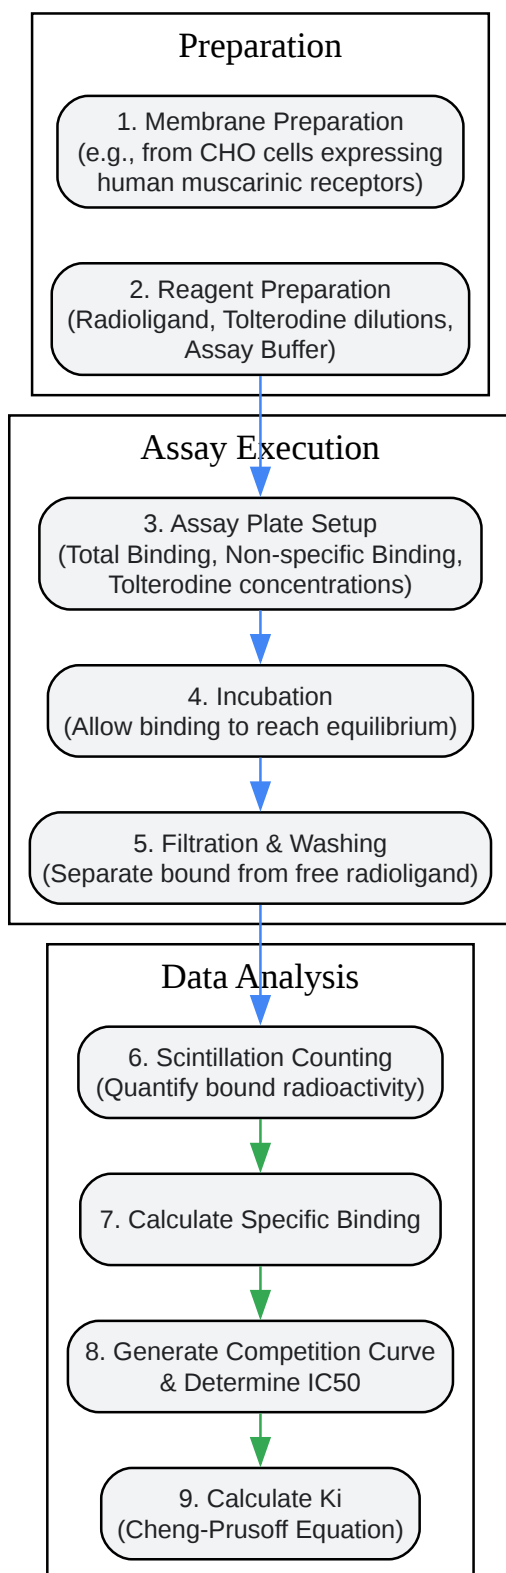 Preparation
1. Membrane Preparation
(e.g., from CHO cells expressing
human muscarinic receptors)
2. Reagent Preparation
(Radioligand, Tolterodine dilutions,
Assay Buffer)
Assay Execution
3. Assay Plate Setup
(Total Binding, Non-specific Binding,
Tolterodine concentrations)
4. Incubation
(Allow binding to reach equilibrium)
5. Filtration & Washing
(Separate bound from free radioligand)
Data Analysis
6. Scintillation Counting
(Quantify bound radioactivity)
7. Calculate Specific Binding
8. Generate Competition Curve
& Determine IC50
9. Calculate Ki
(Cheng-Prusoff Equation)